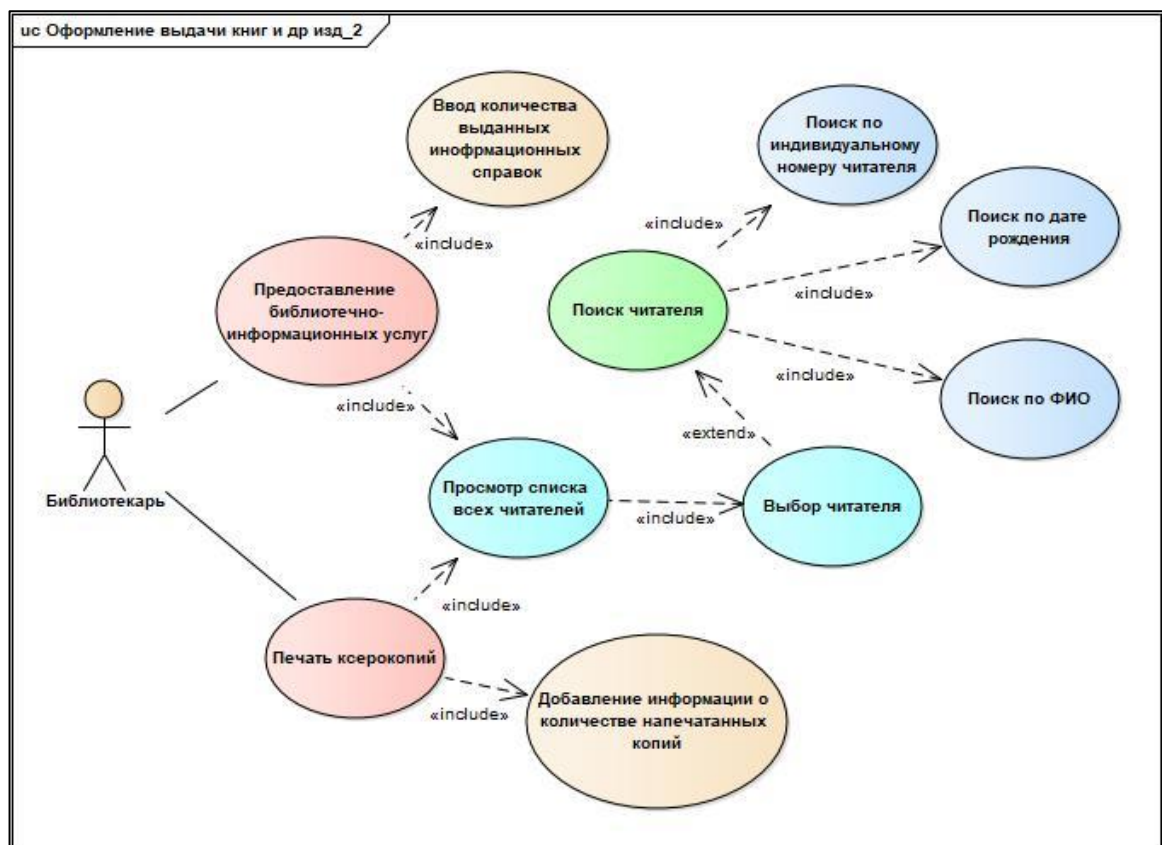 uc Оформление выдачи книг и др изд_2
Ввод количества
выданных
инофрмационных
справок
Поиск по
индивидуальному
номеру читателя
«include»
«include»
Поиск по дате
рождения
Предоставление
библиотечно-
информационных услуг
Поиск читателя
«include»
«include»
Поиск по ФИО
«include»
«extend»
Библиотекарь
Просмотр списка
всех читателей
«include»
Выбор читателя
«include»
Печать ксерокопий
«include»
Добавление информации о
количестве напечатанных
копий